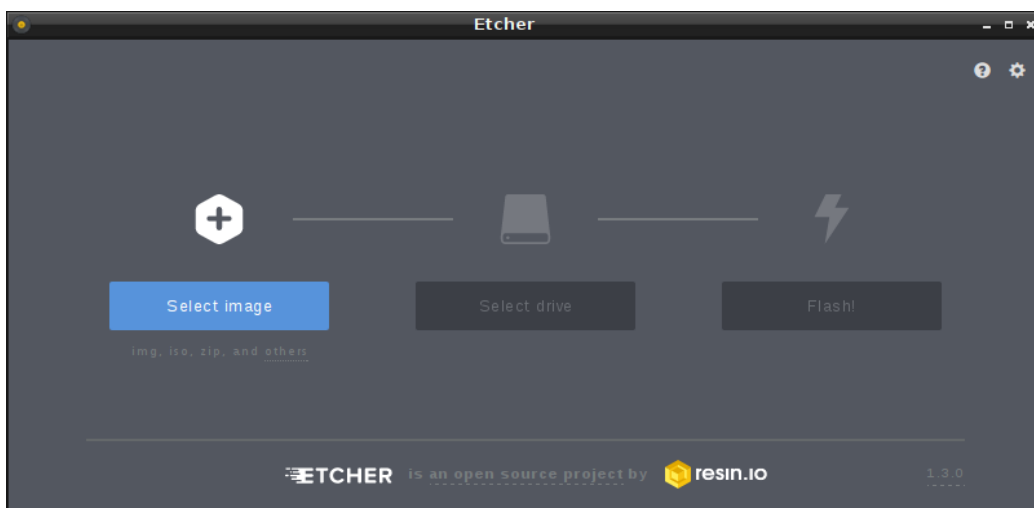 Etcher
Select image
Select drive
Flash!
img, iso, zip, and others
ETCHER is an open source project by resin.io
1.3.0